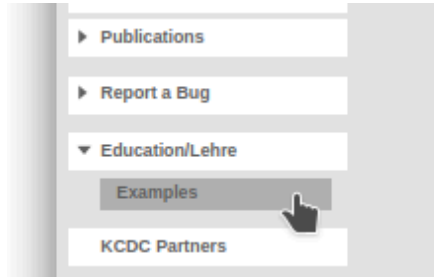 Publications
Report a Bug
Education/Lehre
Examples
KCDC Partners